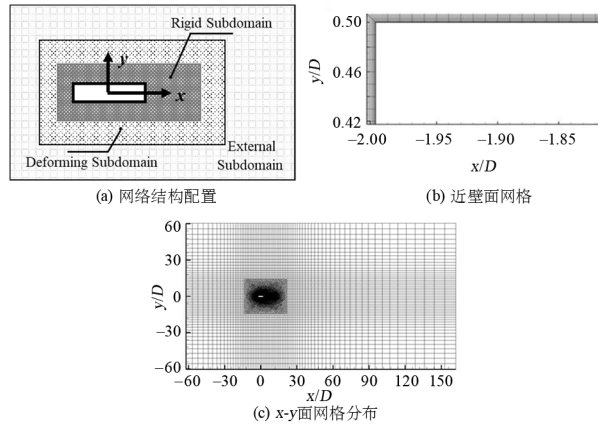 Rigid Subdomain
y
x
Deforming Subdomain
External
Subdomain
(a) 网络结构配置
0.50
0.46
0.42
y/D
−2.00 −1.95 −1.90 −1.85
x/D
(b) 近壁面网格
60
30
0
−30
−60
y/D
−60 −30 0 30 60 90 120 150
x/D
(c) x-y面网格分布